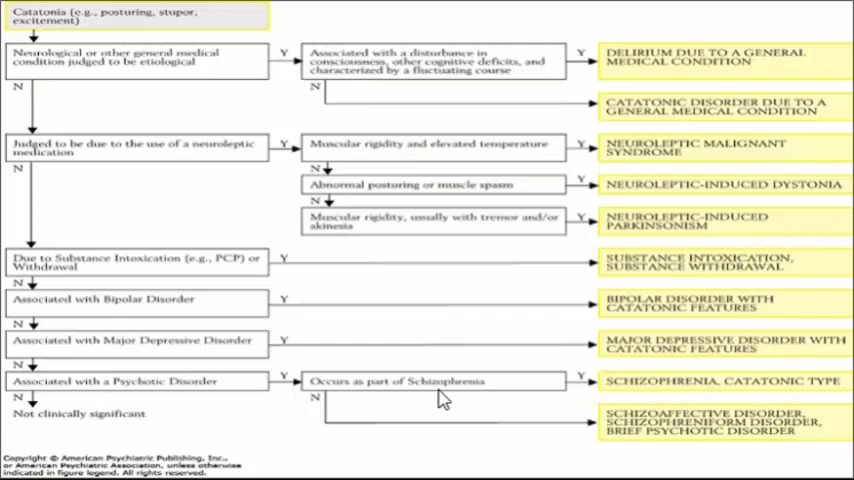 Catatonia (e.g., posturing, stupor,
excitement)
Neurological or other general medical
condition judged to be etiological
Y
Associated with a disturbance in
consciousness, other cognitive deficits, and
characterized by a fluctuating course
Y
DELIRIUM DUE TO A GENERAL
MEDICAL CONDITION
N
N
CATATONIC DISORDER DUE TO A
GENERAL MEDICAL CONDITION
Judged to be due to the use of a neuroleptic
medication
Y
Muscular rigidity and elevated temperature
Y
NEUROLEPTIC MALIGNANT
SYNDROME
N
N
Abnormal posturing or muscle spasm
Y
NEUROLEPTIC-INDUCED DYSTONIA
N
Muscular rigidity, usually with tremor and/or
akinesia
Y
NEUROLEPTIC-INDUCED
PARKINSONISM
Due to Substance Intoxication (e.g., PCP) or
Withdrawal
Y
SUBSTANCE INTOXICATION,
SUBSTANCE WITHDRAWAL
N
Associated with Bipolar Disorder
Y
BIPOLAR DISORDER WITH
CATATONIC FEATURES
N
Associated with Major Depressive Disorder
Y
MAJOR DEPRESSIVE DISORDER WITH
CATATONIC FEATURES
N
Associated with a Psychotic Disorder
Y
Occurs as part of Schizophrenia
Y
SCHIZOPHRENIA, CATATONIC TYPE
N
N
Not clinically significant
SCHIZOAFFECTIVE DISORDER,
SCHIZOPHRENIFORM DISORDER,
BRIEF PSYCHOTIC DISORDER
Copyright © American Psychiatric Publishing, Inc.,
or American Psychiatric Association, unless otherwise
indicated in figure legend. All rights reserved.